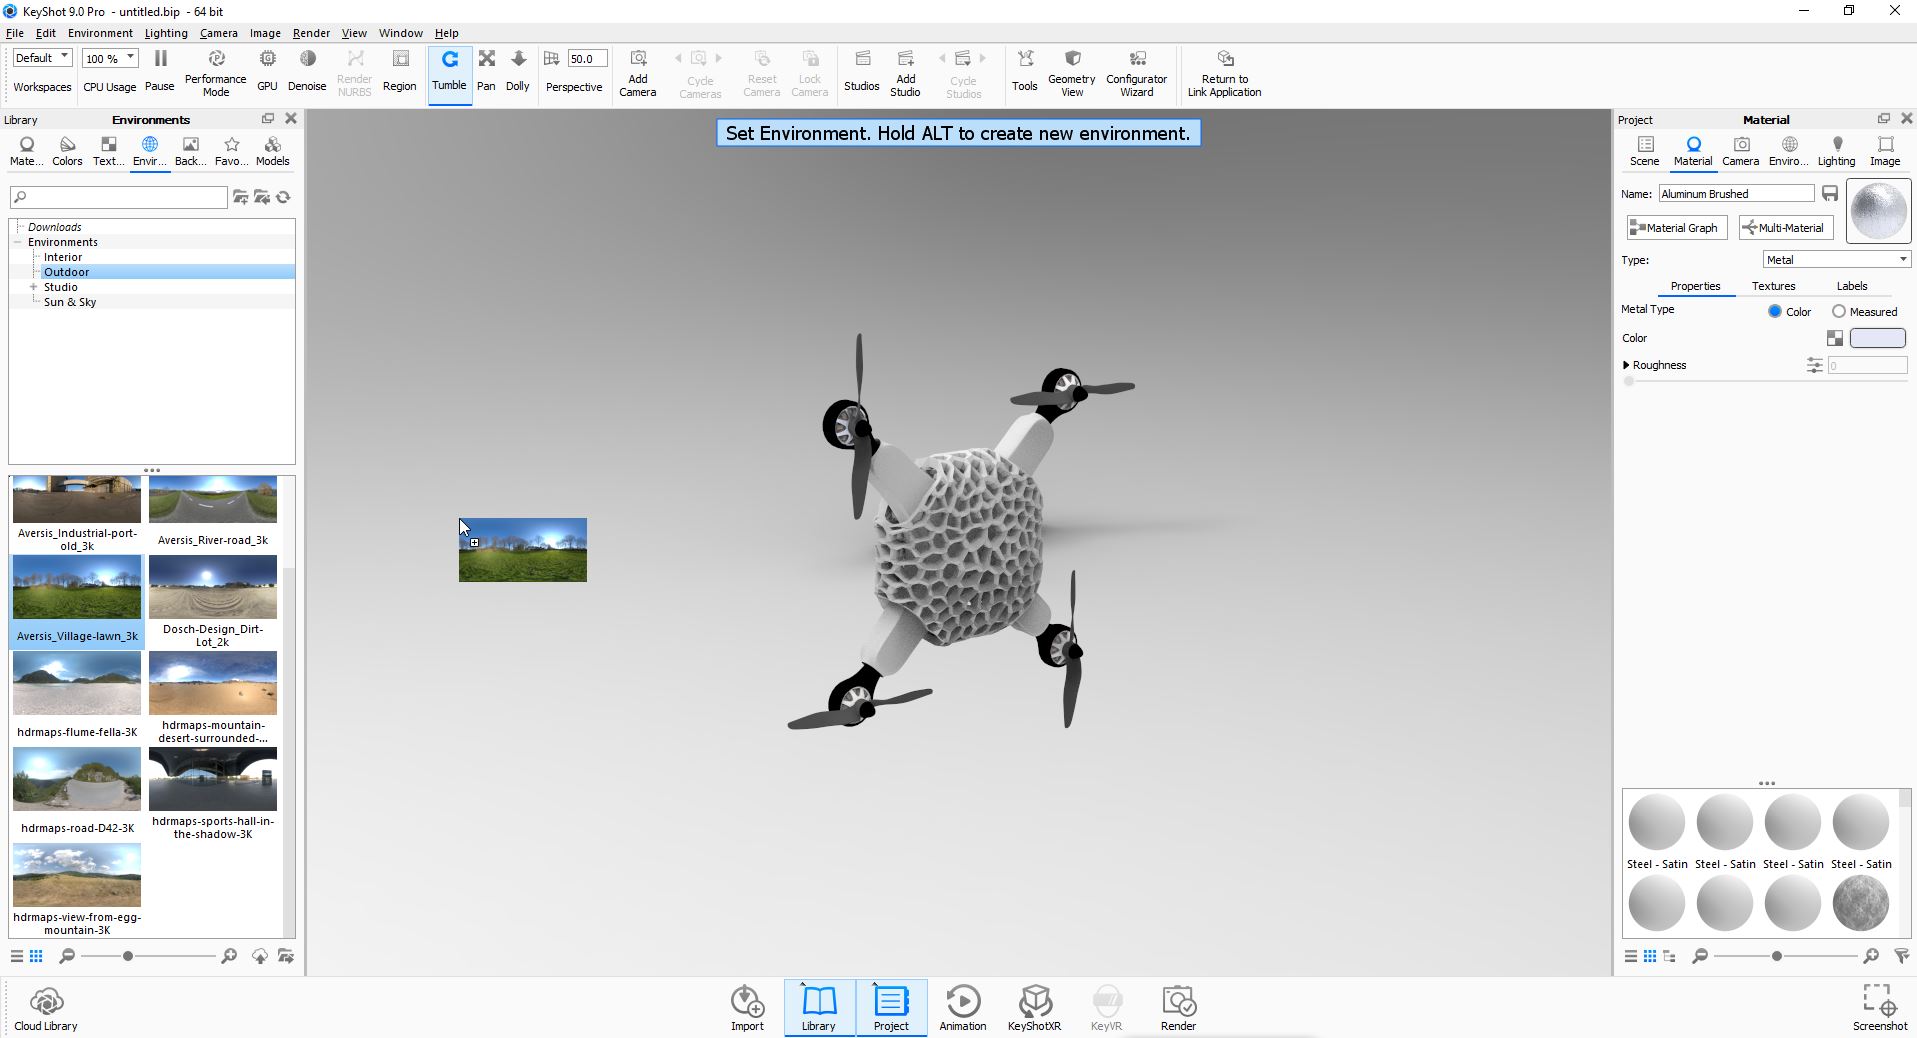 KeyShot 9.0 Pro - untitled.bip - 64 bit
File Edit Environment Lighting Camera Image Render View Window Help
Default 100 % 50.0
Workspaces CPU Usage Pause Performance Mode GPU Denoise Render NURBS Region Tumble Pan Dolly Perspective Add Camera Cycle Cameras Reset Camera Lock Camera Studios Add Studio Cycle Studios Tools Geometry View Configurator Wizard Return to Link Application
Library Environments
Mate... Colors Text... Envir... Back... Favo... Models
Downloads
Environments
Interior
Outdoor
Studio
Sun & Sky
Aversis_Industrial-port-
old_3k
Aversis_River-road_3k
Aversis_Village-lawn_3k
Dosch-Design_Dirt-
Lot_2k
hdrmaps-flume-fella-3K
hdrmaps-mountain-
desert-surrounded-...
hdrmaps-road-D42-3K
hdrmaps-sports-hall-in-
the-shadow-3K
hdrmaps-view-from-egg-
mountain-3K
Set Environment. Hold ALT to create new environment.
Project Material
Scene Material Camera Enviro... Lighting Image
Name: Aluminum Brushed
Material Graph Multi-Material
Type: Metal
Properties Textures Labels
Metal Type Color Measured
Color
Roughness 0
Steel - Satin Steel - Satin Steel - Satin Steel - Satin
Cloud Library Import Library Project Animation KeyShotXR KeyVR Render Screenshot